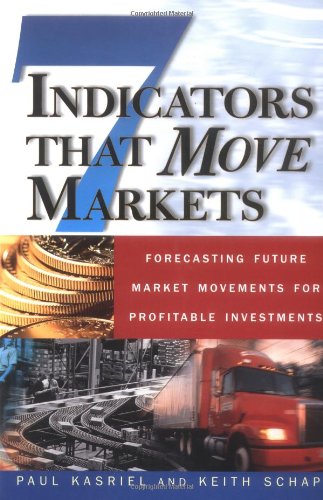 7
INDICATORS
THAT MOVE
MARKETS
FORECASTING FUTURE
MARKET MOVEMENTS FOR
PROFITABLE INVESTMENTS
PAUL KASRIEL AND KEITH SCHAP